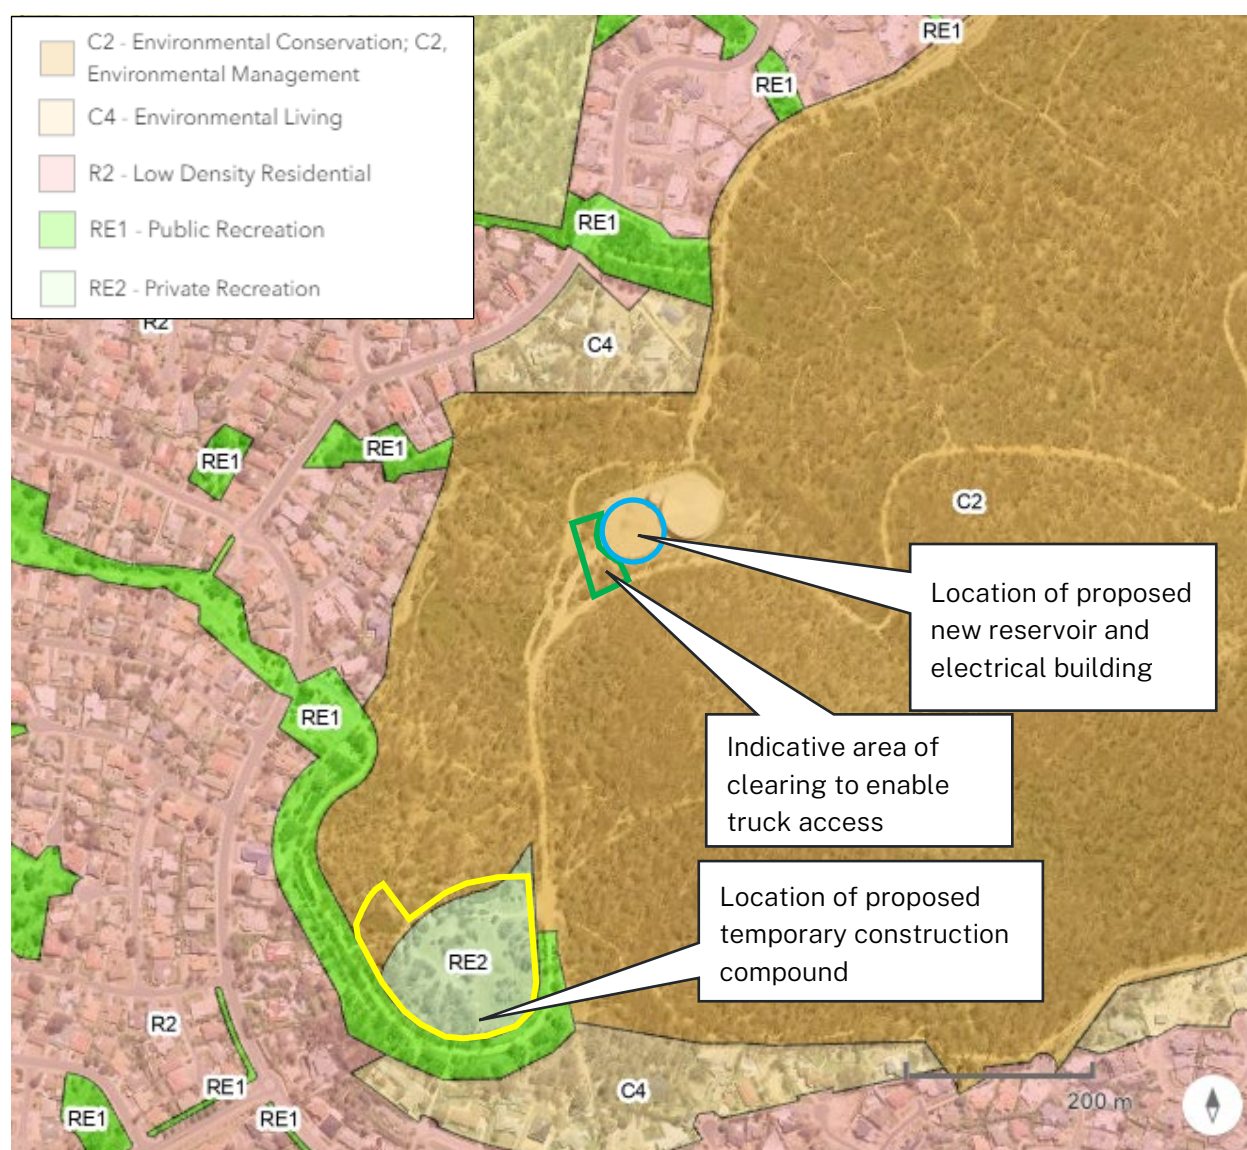 C2 - Environmental Conservation; C2,
Environmental Management
C4 - Environmental Living
R2 - Low Density Residential
RE1 - Public Recreation
RE2 - Private Recreation
RE1
RE1
RE1
R2
C4
RE1
RE1
C2
Location of proposed
new reservoir and
electrical building
RE1
Indicative area of
clearing to enable
truck access
Location of proposed
temporary construction
compound
RE2
R2
RE1
C4
RE1
RE1
200 m